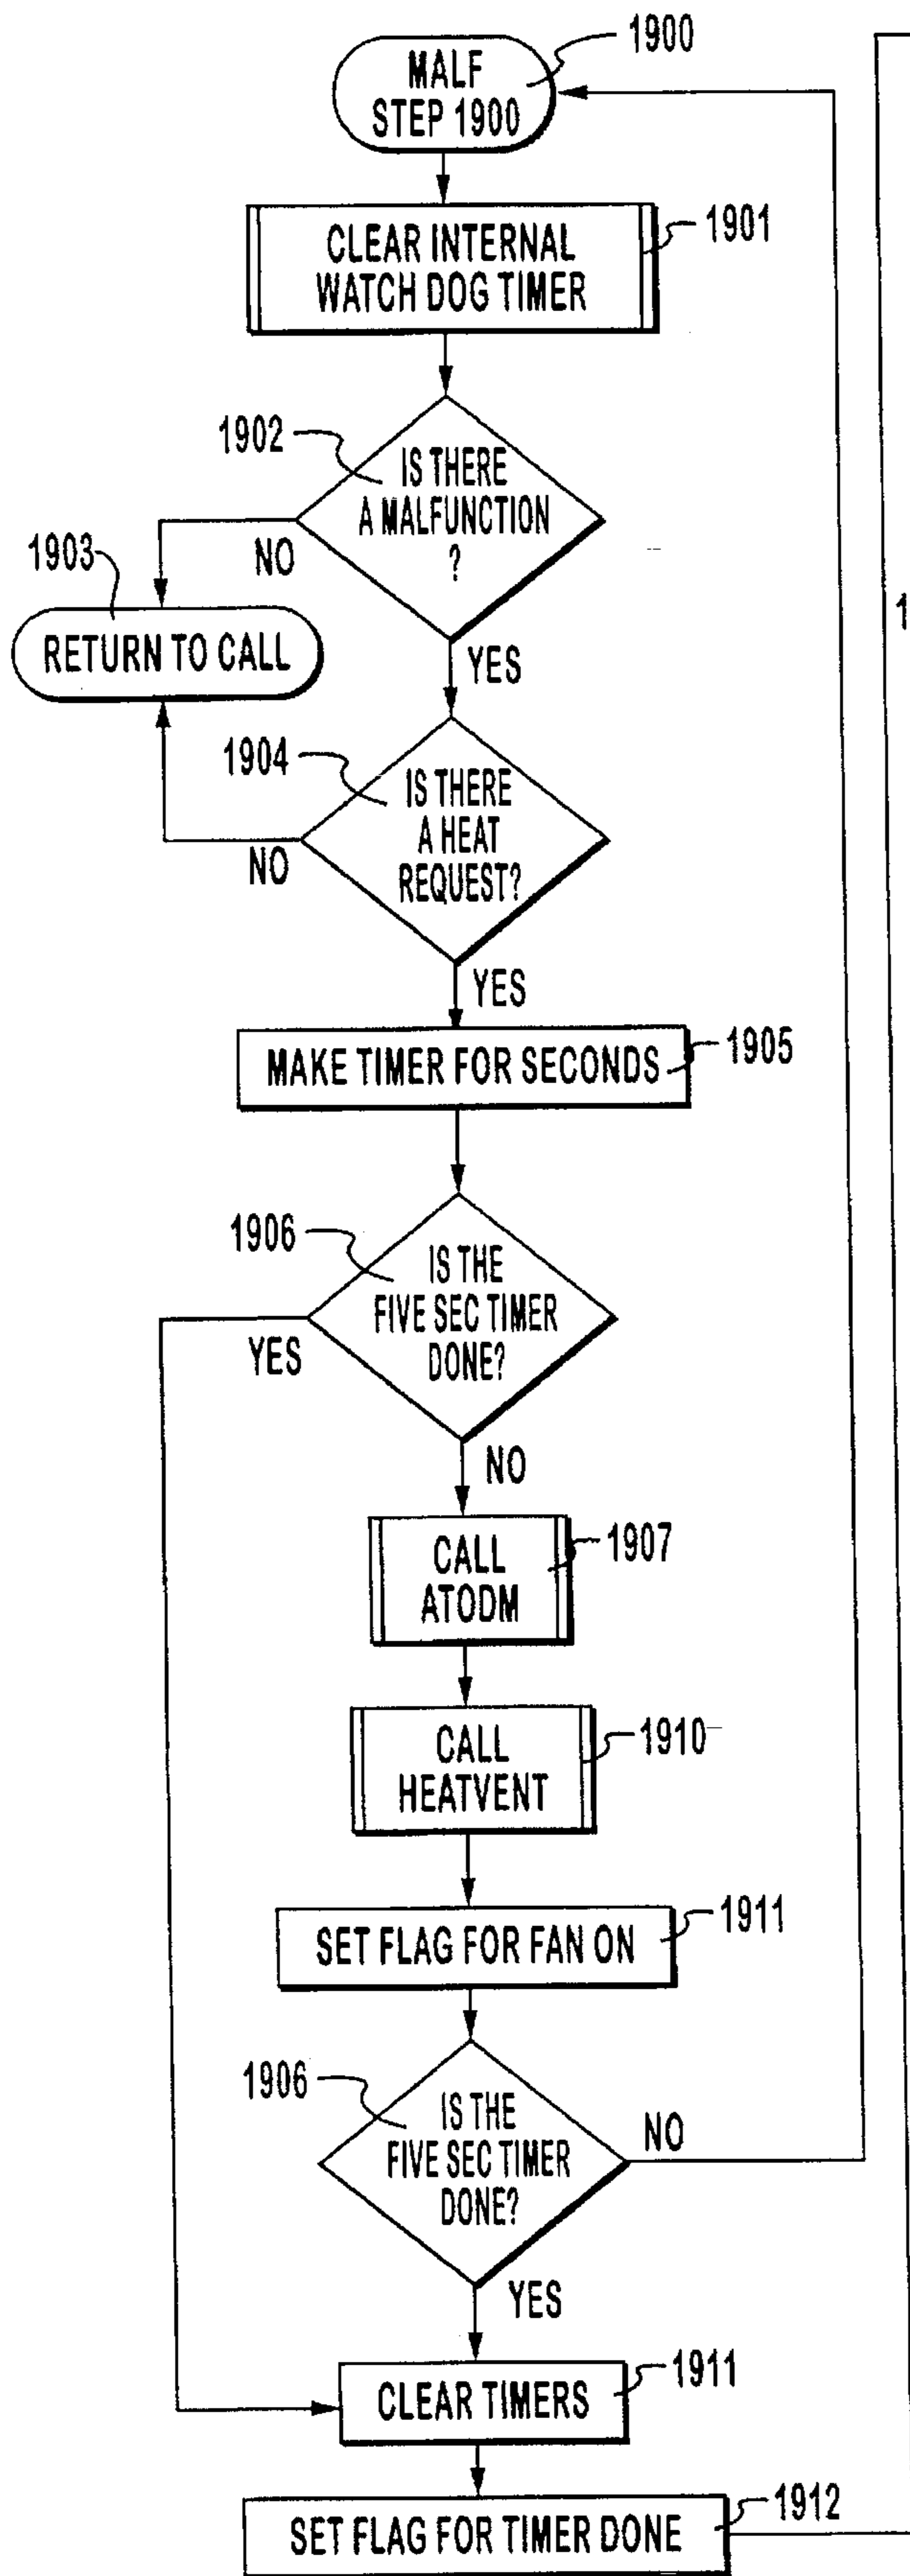 1900
MALF
STEP 1900
CLEAR INTERNAL
WATCH DOG TIMER
1901
1902
IS THERE
A MALFUNCTION
?
NO
1903
RETURN TO CALL
YES
1904
IS THERE
A HEAT
REQUEST?
NO
YES
MAKE TIMER FOR SECONDS
1905
1906
IS THE
FIVE SEC TIMER
DONE?
YES
NO
CALL
ATODM
1907
CALL
HEATVENT
1910
SET FLAG FOR FAN ON
1911
1906
IS THE
FIVE SEC TIMER
DONE?
NO
YES
CLEAR TIMERS
1911
SET FLAG FOR TIMER DONE
1912